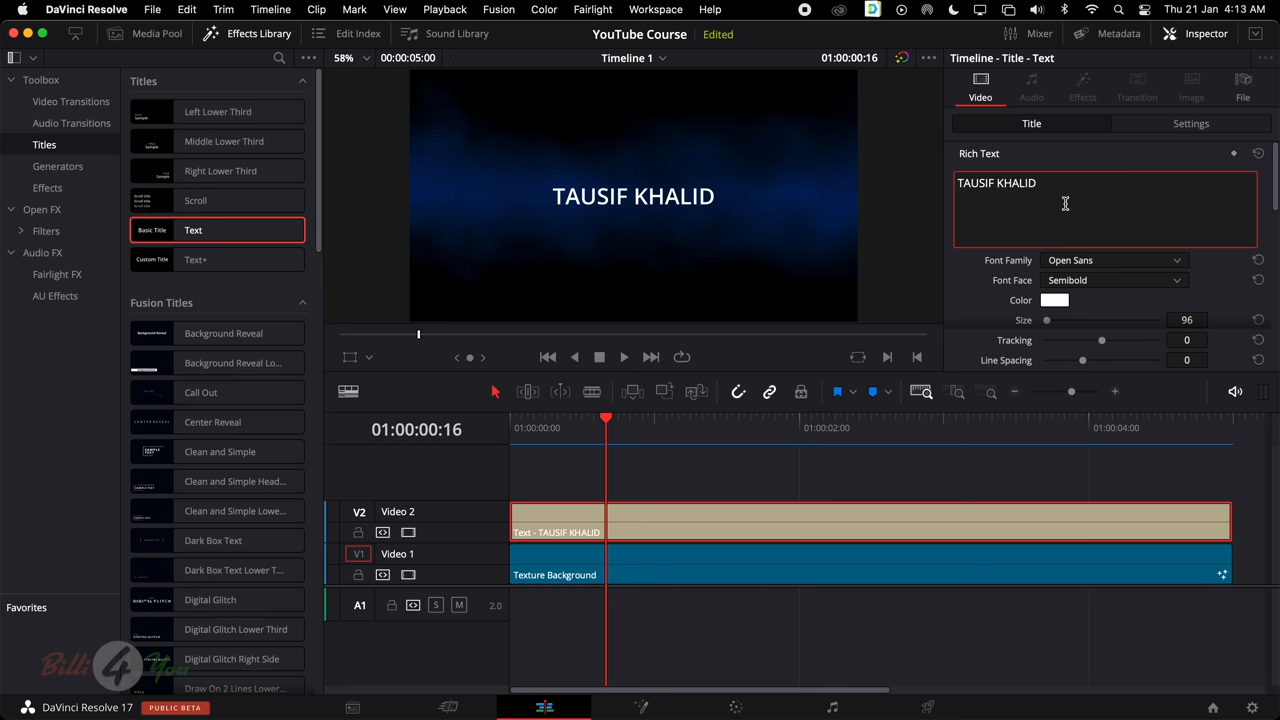 DaVinci Resolve File Edit Trim Timeline Clip Mark View Playback Fusion Color Fairlight Workspace Help Thu 21 Jan 4:13 AM
Media Pool Effects Library Edit Index Sound Library YouTube Course Edited Mixer Metadata Inspector
58% 00:00:05:00 Timeline 1 01:00:00:16 Timeline - Title - Text
Toolbox
Video Transitions
Audio Transitions
Titles
Generators
Effects
Open FX
Filters
Audio FX
Fairlight FX
AU Effects
Favorites
Titles
Left Lower Third
Middle Lower Third
Right Lower Third
Scroll
Basic Title Text
Custom Title Text+
Fusion Titles
Background Reveal
Background Reveal Lo...
Call Out
Center Reveal
Clean and Simple
Clean and Simple Head...
Clean and Simple Lowe...
Dark Box Text
Dark Box Text Lower T...
Digital Glitch
Digital Glitch Lower Third
Digital Glitch Right Side
Draw On 2 Lines Lower...
TAUSIF KHALID
Video Audio Effects Transition Image File
Title Settings
Rich Text
TAUSIF KHALID
Font Family Open Sans
Font Face Semibold
Color
Size 96
Tracking 0
Line Spacing 0
01:00:00:16 01:00:00:00 01:00:02:00 01:00:04:00
V2 Video 2
Text - TAUSIF KHALID
V1 Video 1
Texture Background
A1 S M 2.0
Billi 4 You
DaVinci Resolve 17 PUBLIC BETA